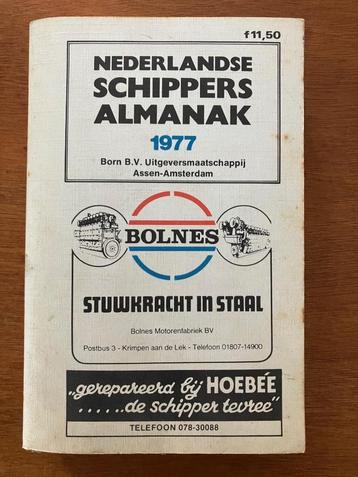 f 11,50
NEDERLANDSE
SCHIPPERS
ALMANAK
1977
Born B.V. Uitgeversmaatschappij
Assen-Amsterdam
BOLNES
STUWKRACHT IN STAAL
Bolnes Motorenfabriek BV
Postbus 3 - Krimpen aan de Lek - Telefoon 01807-14900
„gerepareerd bij HOEBÉE
.....de schipper tevreê"
TELEFOON 078-30088